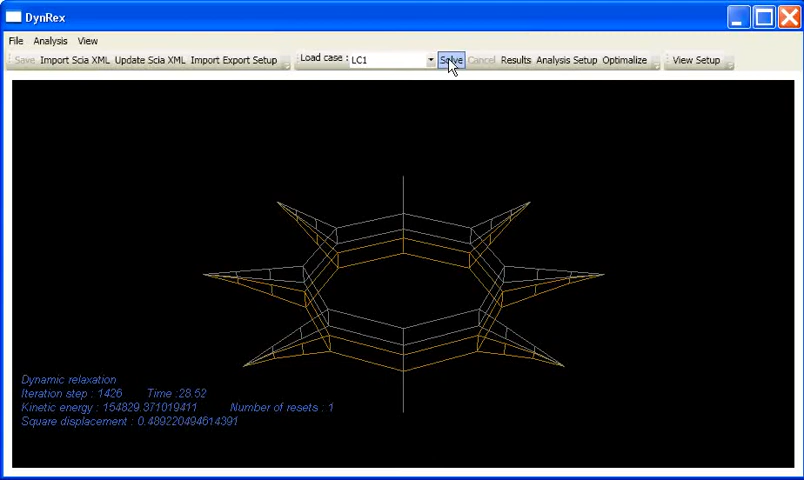 DynRex
File Analysis View
Save Import Scia XML Update Scia XML Import Export Setup Load case : LC1 Solve Cancel Results Analysis Setup Optimalize View Setup
Dynamic relaxation
Iteration step : 1426 Time :28.52
Kinetic energy : 154829.371019411 Number of resets : 1
Square displacement : 0.489220494614391